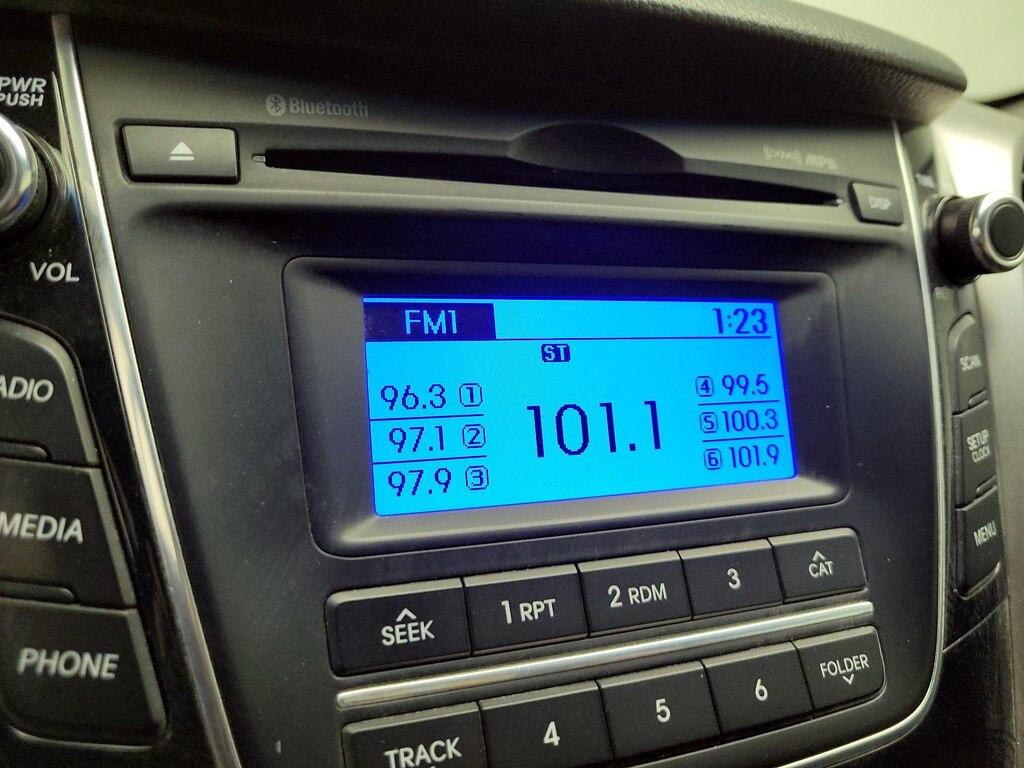 PWR
PUSH
Bluetooth
DISP
VOL
FM1 1:23
ST
96.3 1
97.1 2
97.9 3
101.1
4 99.5
5 100.3
6 101.9
ADIO
MEDIA
PHONE
SCAN
SETUP
CLOCK
MENU
SEEK
1 RPT
2 RDM
3
CAT
TRACK
4
5
6
FOLDER